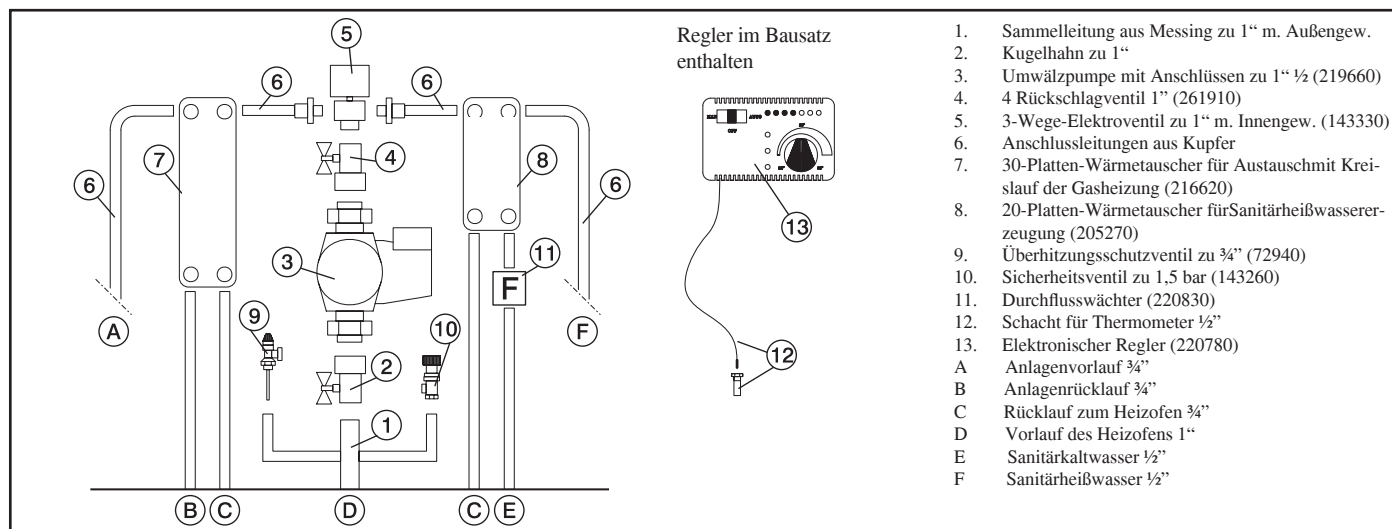 5
6
6
7
4
8
6
6
3
11
F
A
F
9
10
2
1
B
C
D
C
E
Regler im Bausatz
enthalten
MAN
OFF
AUTO
13
12
1. Sammelleitung aus Messing zu 1“ m. Außengew.
2. Kugelhahn zu 1“
3. Umwälzpumpe mit Anschlüssen zu 1“ ½ (219660)
4. 4 Rückschlagventil 1” (261910)
5. 3-Wege-Elektroventil zu 1“ m. Innengew. (143330)
6. Anschlussleitungen aus Kupfer
7. 30-Platten-Wärmetauscher für Austauschmit Krei-
slauf der Gasheizung (216620)
8. 20-Platten-Wärmetauscher fürSanitärheißwasserer-
zeugung (205270)
9. Überhitzungsschutzventil zu ¾” (72940)
10. Sicherheitsventil zu 1,5 bar (143260)
11. Durchflusswächter (220830)
12. Schacht für Thermometer ½”
13. Elektronischer Regler (220780)
A Anlagenvorlauf ¾”
B Anlagenrücklauf ¾”
C Rücklauf zum Heizofen ¾”
D Vorlauf des Heizofens 1“
E Sanitärkaltwasser ½”
F Sanitärheißwasser ½”